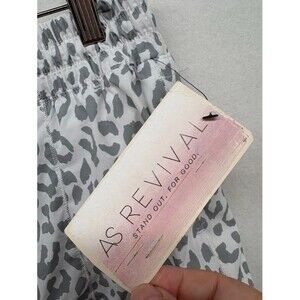 AS REVIVAL
STAND OUT. FOR GOOD.